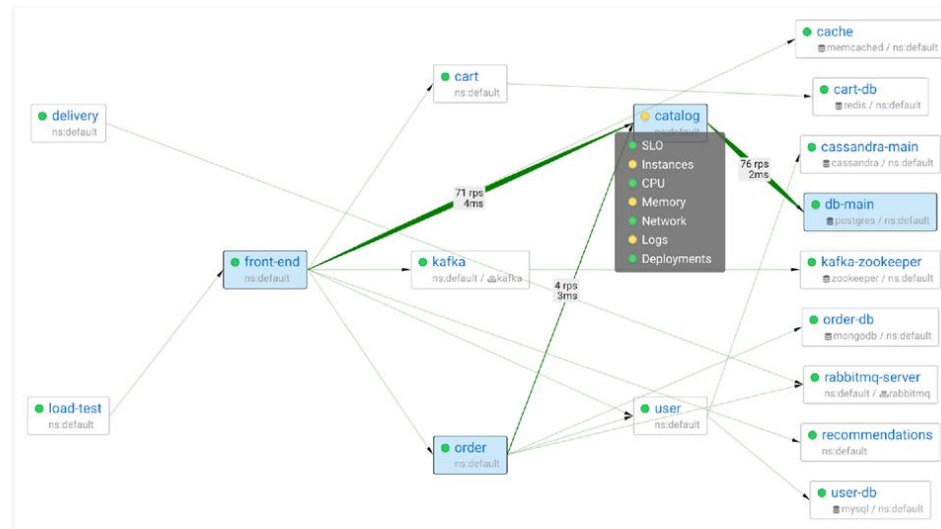 cache
memcached / ns:default
cart
ns:default
cart-db
redis / ns:default
delivery
ns:default
catalog
ns:default
SLO
Instances
CPU
Memory
Network
Logs
Deployments
cassandra-main
cassandra / ns:default
76 rps
2ms
71 rps
4ms
db-main
postgres / ns:default
front-end
ns:default
kafka
ns:default / kafka
kafka-zookeeper
zookeeper / ns:default
4 rps
3ms
order-db
mongodb / ns:default
rabbitmq-server
ns:default / rabbitmq
load-test
ns:default
user
ns:default
order
ns:default
recommendations
ns:default
user-db
mysql / ns:default